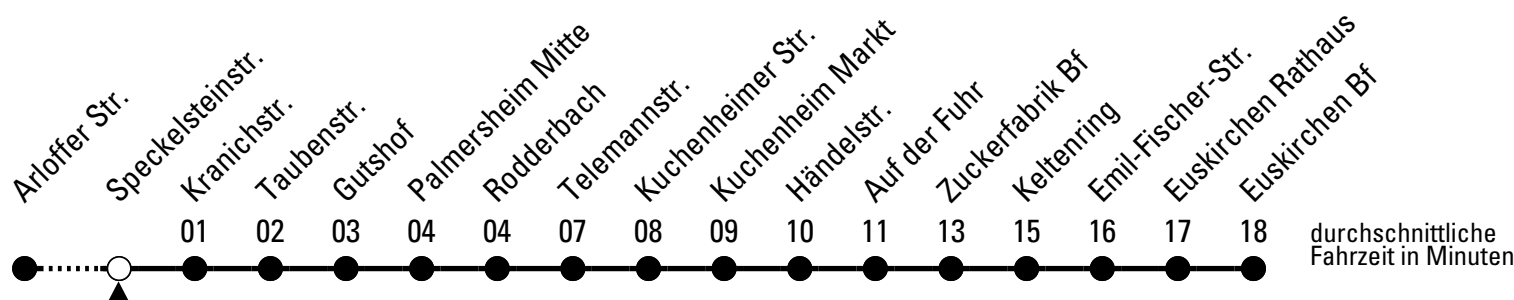 Arloffer Str.
Speckelsteinstr.
Kranichstr.
Taubenstr.
Gutshof
Palmersheim Mitte
Rodderbach
Telemannstr.
Kuchenheimer Str.
Kuchenheim Markt
Händelstr.
Auf der Fuhr
Zuckerfabrik Bf
Keltenring
Emil-Fischer-Str.
Euskirchen Rathaus
Euskirchen Bf
01 02 03 04 04 07 08 09 10 11 13 15 16 17 18
durchschnittliche
Fahrzeit in Minuten